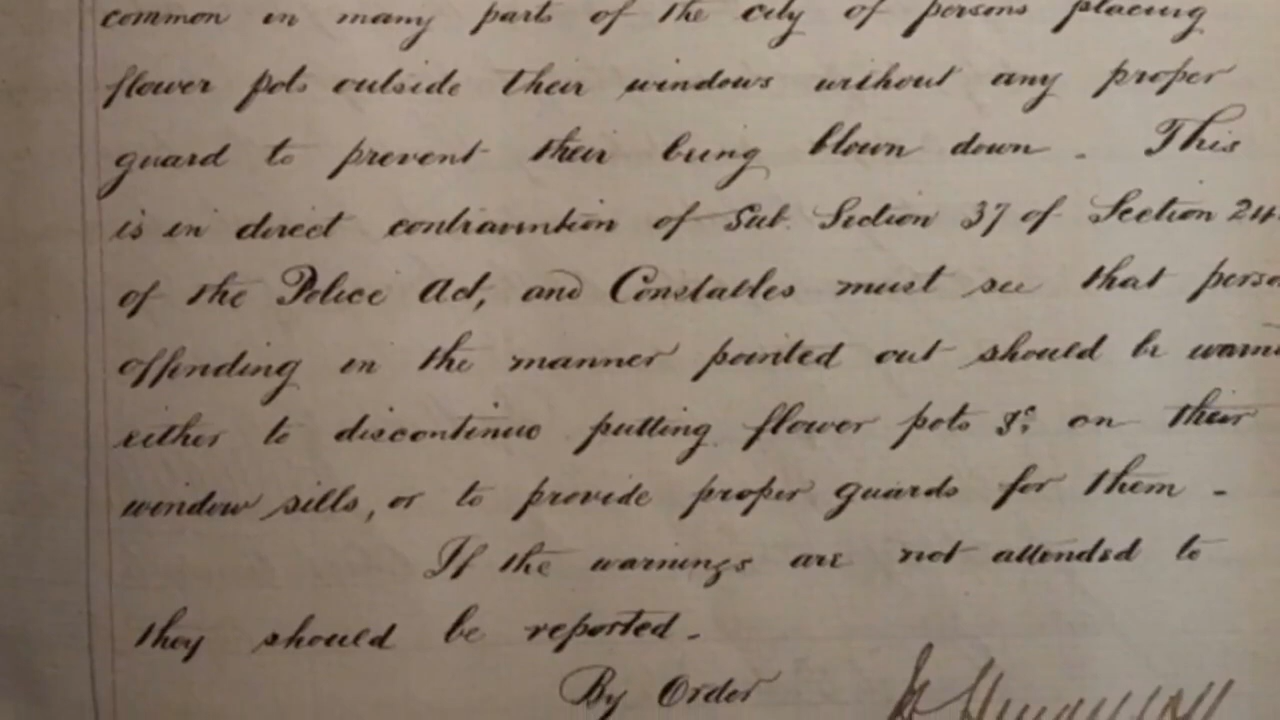 common in many parts of the city of persons placing
flower pots outside their windows without any proper
guard to prevent their being blown down. This
is in direct contravention of Sub. Section 37 of Section 24
of the Police Act, and Constables must see that perso
offending in the manner pointed out should be warn
either to discontinue putting flower pots &c. on their
window sills, or to provide proper guards for them -
If the warnings are not attended to
they should be reported.
By Order